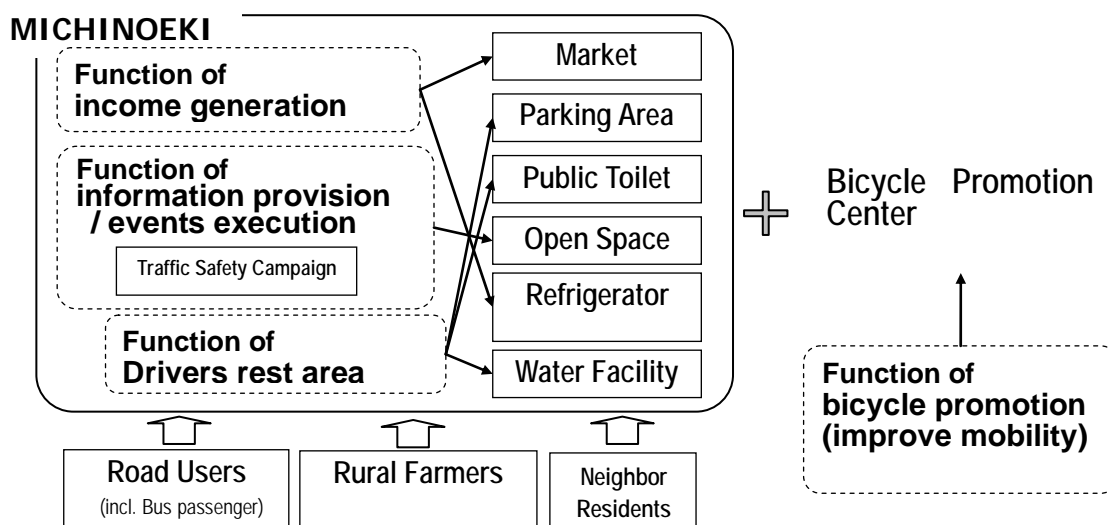 MICHINOEKI
Function of
income generation
Function of
information provision
/ events execution
Traffic Safety Campaign
Function of
Drivers rest area
Market
Parking Area
Public Toilet
Open Space
Refrigerator
Water Facility
Bicycle Promotion
Center
Function of
bicycle promotion
(improve mobility)
Road Users
(incl. Bus passenger)
Rural Farmers
Neighbor
Residents